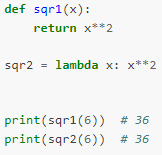 def sqr1(x):
    return x**2
sqr2 = lambda x: x**2
print(sqr1(6))  # 36
print(sqr2(6))  # 36